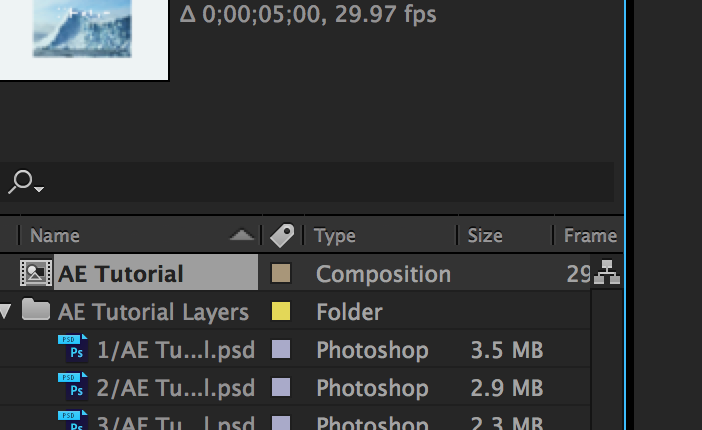 Δ 0;00;05;00, 29.97 fps
Name Type Size Frame
AE Tutorial Composition 29
AE Tutorial Layers Folder
PSD Ps 1/AE Tu...l.psd Photoshop 3.5 MB
PSD Ps 2/AE Tu...l.psd Photoshop 2.9 MB
PSD Ps 3/AE Tu...l.psd Photoshop 2.3 MB